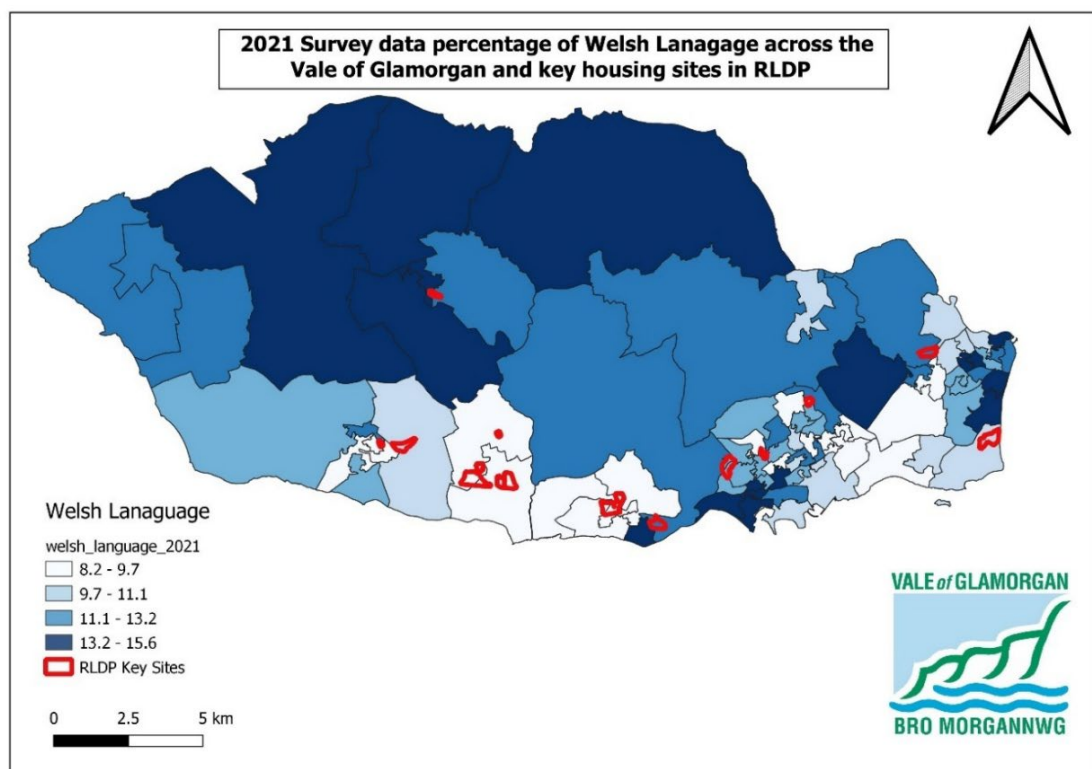 2021 Survey data percentage of Welsh Lanagage across the
Vale of Glamorgan and key housing sites in RLDP
Welsh Lanaguage
welsh_language_2021
8.2 - 9.7
9.7 - 11.1
11.1 - 13.2
13.2 - 15.6
RLDP Key Sites
0 2.5 5 km
VALE of GLAMORGAN
BRO MORGANNWG